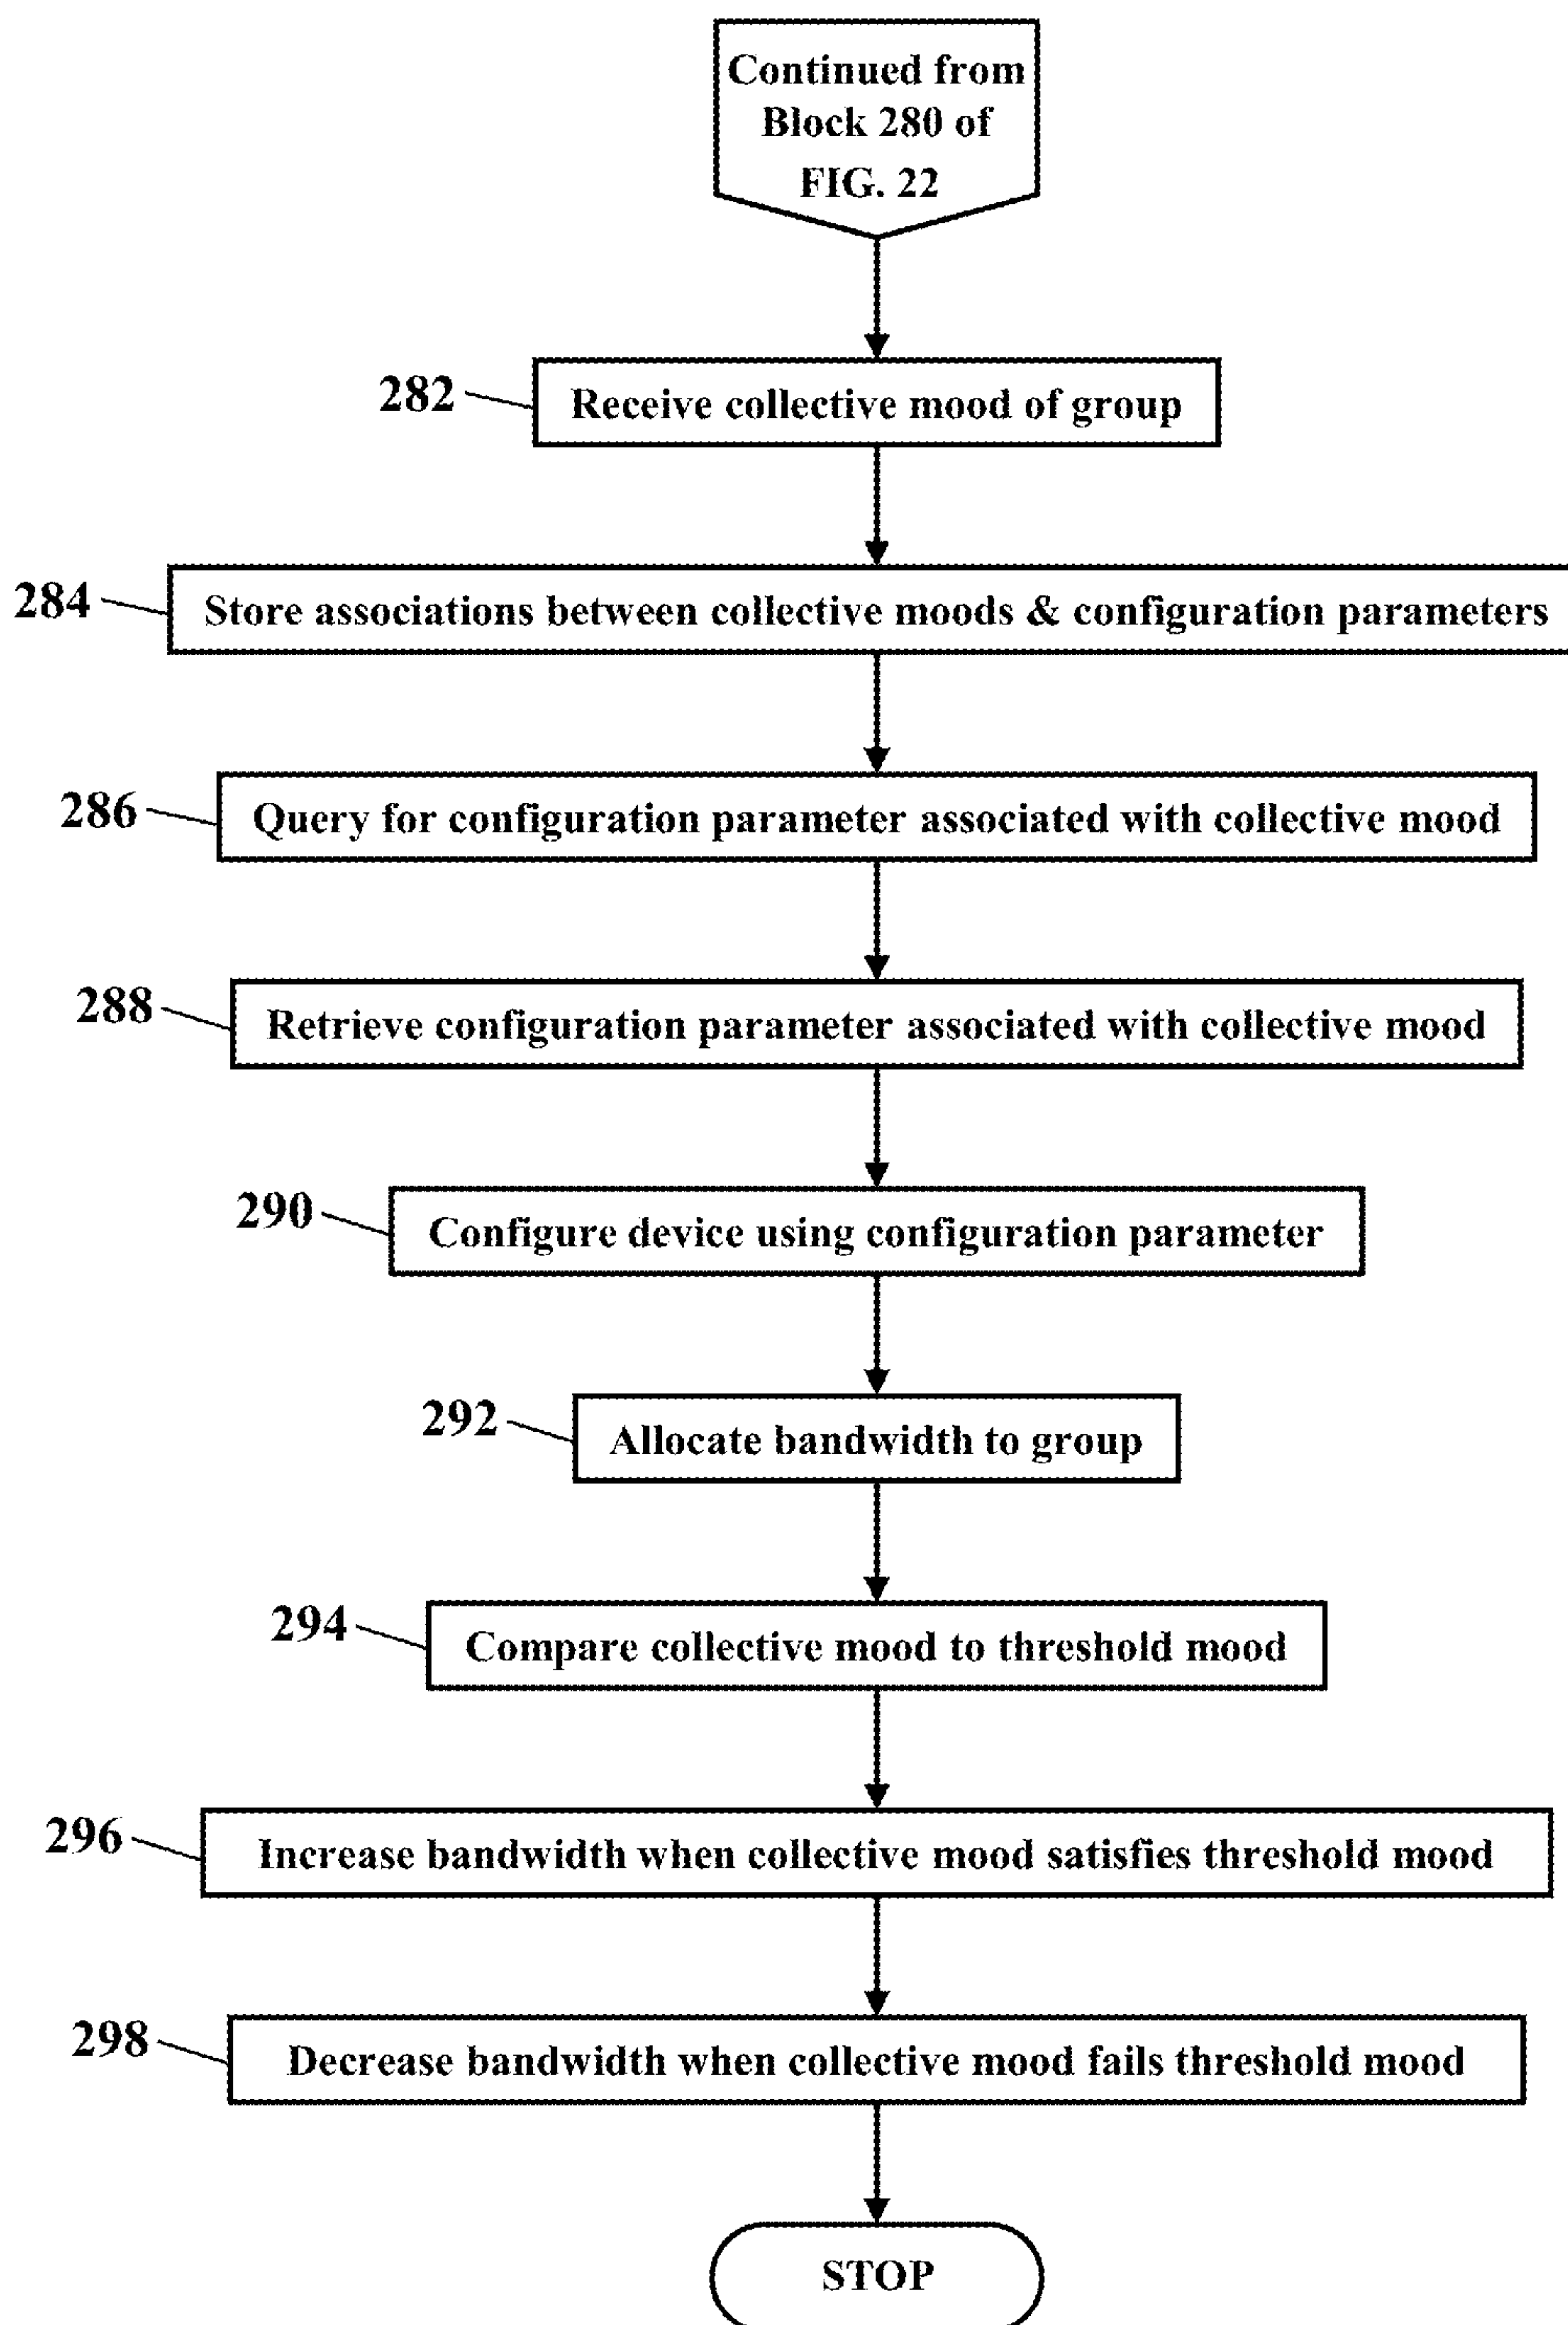 Continued from
Block 280 of
FIG. 22
282 Receive collective mood of group
284 Store associations between collective moods & configuration parameters
286 Query for configuration parameter associated with collective mood
288 Retrieve configuration parameter associated with collective mood
290 Configure device using configuration parameter
292 Allocate bandwidth to group
294 Compare collective mood to threshold mood
296 Increase bandwidth when collective mood satisfies threshold mood
298 Decrease bandwidth when collective mood fails threshold mood
STOP